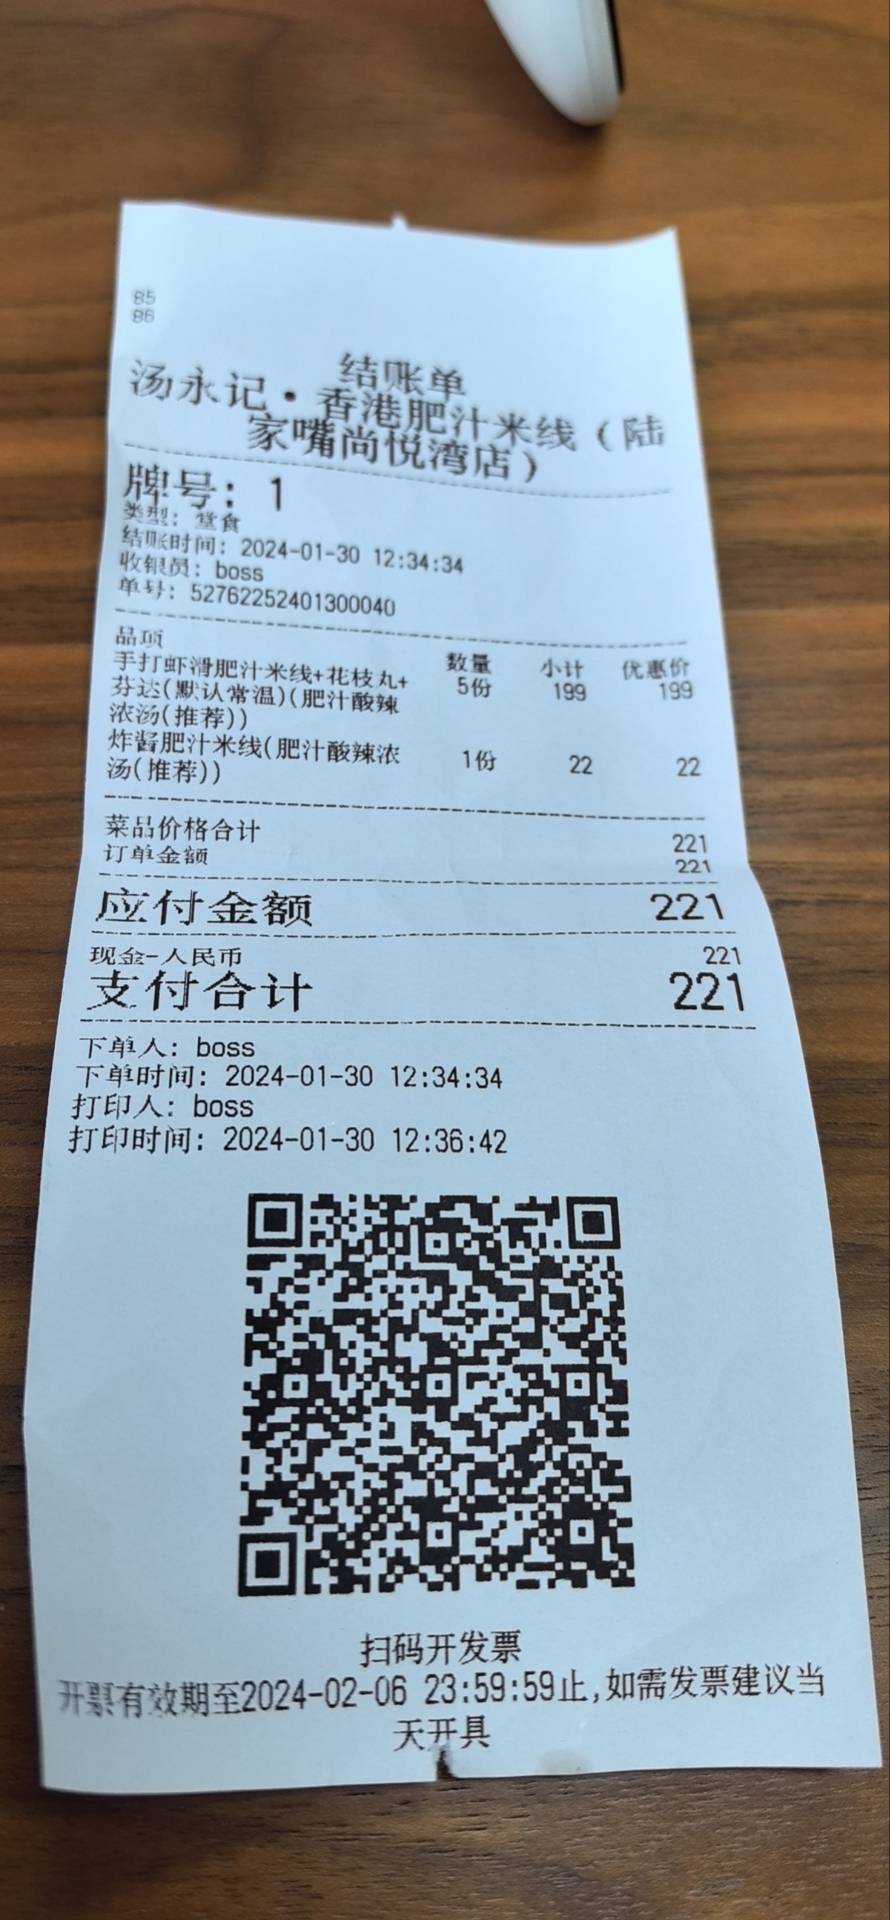 85
86
结账单
汤永记·香港肥汁米线（陆
家嘴尚悦湾店）
牌号：1
类型：堂食
结账时间：2024-01-30 12:34:34
收银员：boss
单号：52762252401300040
品项 数量 小计 优惠价
手打虾滑肥汁米线+花枝丸+ 5份 199 199
芬达(默认常温)(肥汁酸辣
浓汤(推荐))
炸酱肥汁米线(肥汁酸辣浓 1份 22 22
汤(推荐))
菜品价格合计 221
订单金额 221
应付金额 221
现金-人民币 221
支付合计 221
下单人：boss
下单时间：2024-01-30 12:34:34
打印人：boss
打印时间：2024-01-30 12:36:42
扫码开发票
开票有效期至2024-02-06 23:59:59止,如需发票建议当
天开具